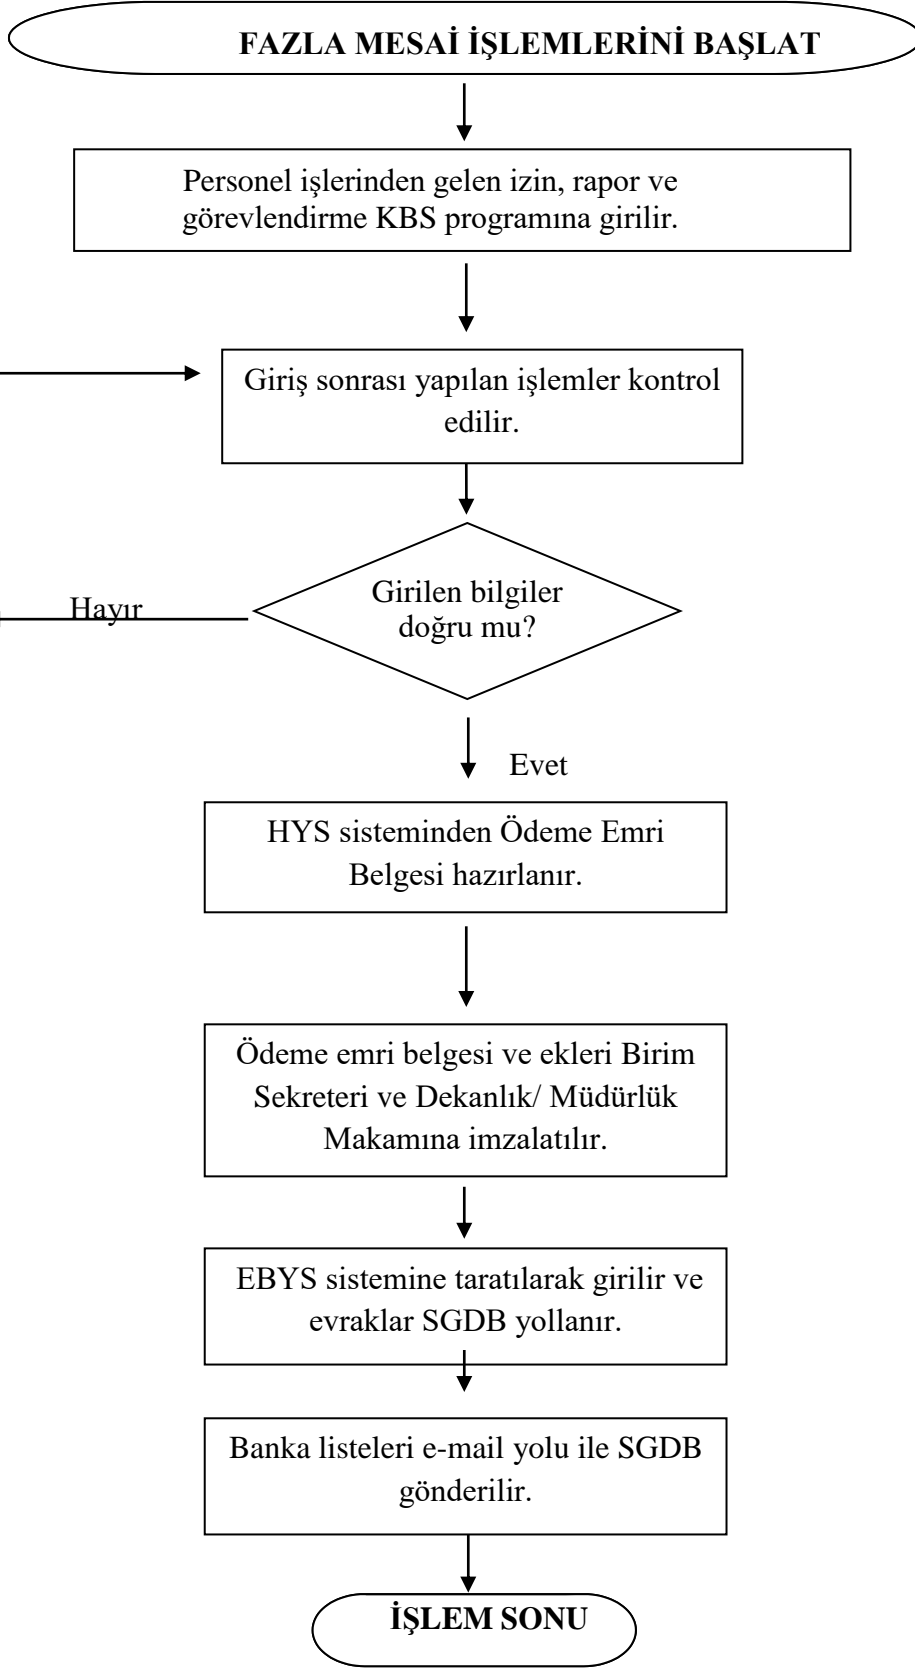 FAZLA MESAİ İŞLEMLERİNİ BAŞLAT
Personel işlerinden gelen izin, rapor ve
görevlendirme KBS programına girilir.
Giriş sonrası yapılan işlemler kontrol
edilir.
Girilen bilgiler
doğru mu?
Hayır
Evet
HYS sisteminden Ödeme Emri
Belgesi hazırlanır.
Ödeme emri belgesi ve ekleri Birim
Sekreteri ve Dekanlık/ Müdürlük
Makamına imzalatılır.
EBYS sistemine taratılarak girilir ve
evraklar SGDB yollanır.
Banka listeleri e-mail yolu ile SGDB
gönderilir.
İŞLEM SONU